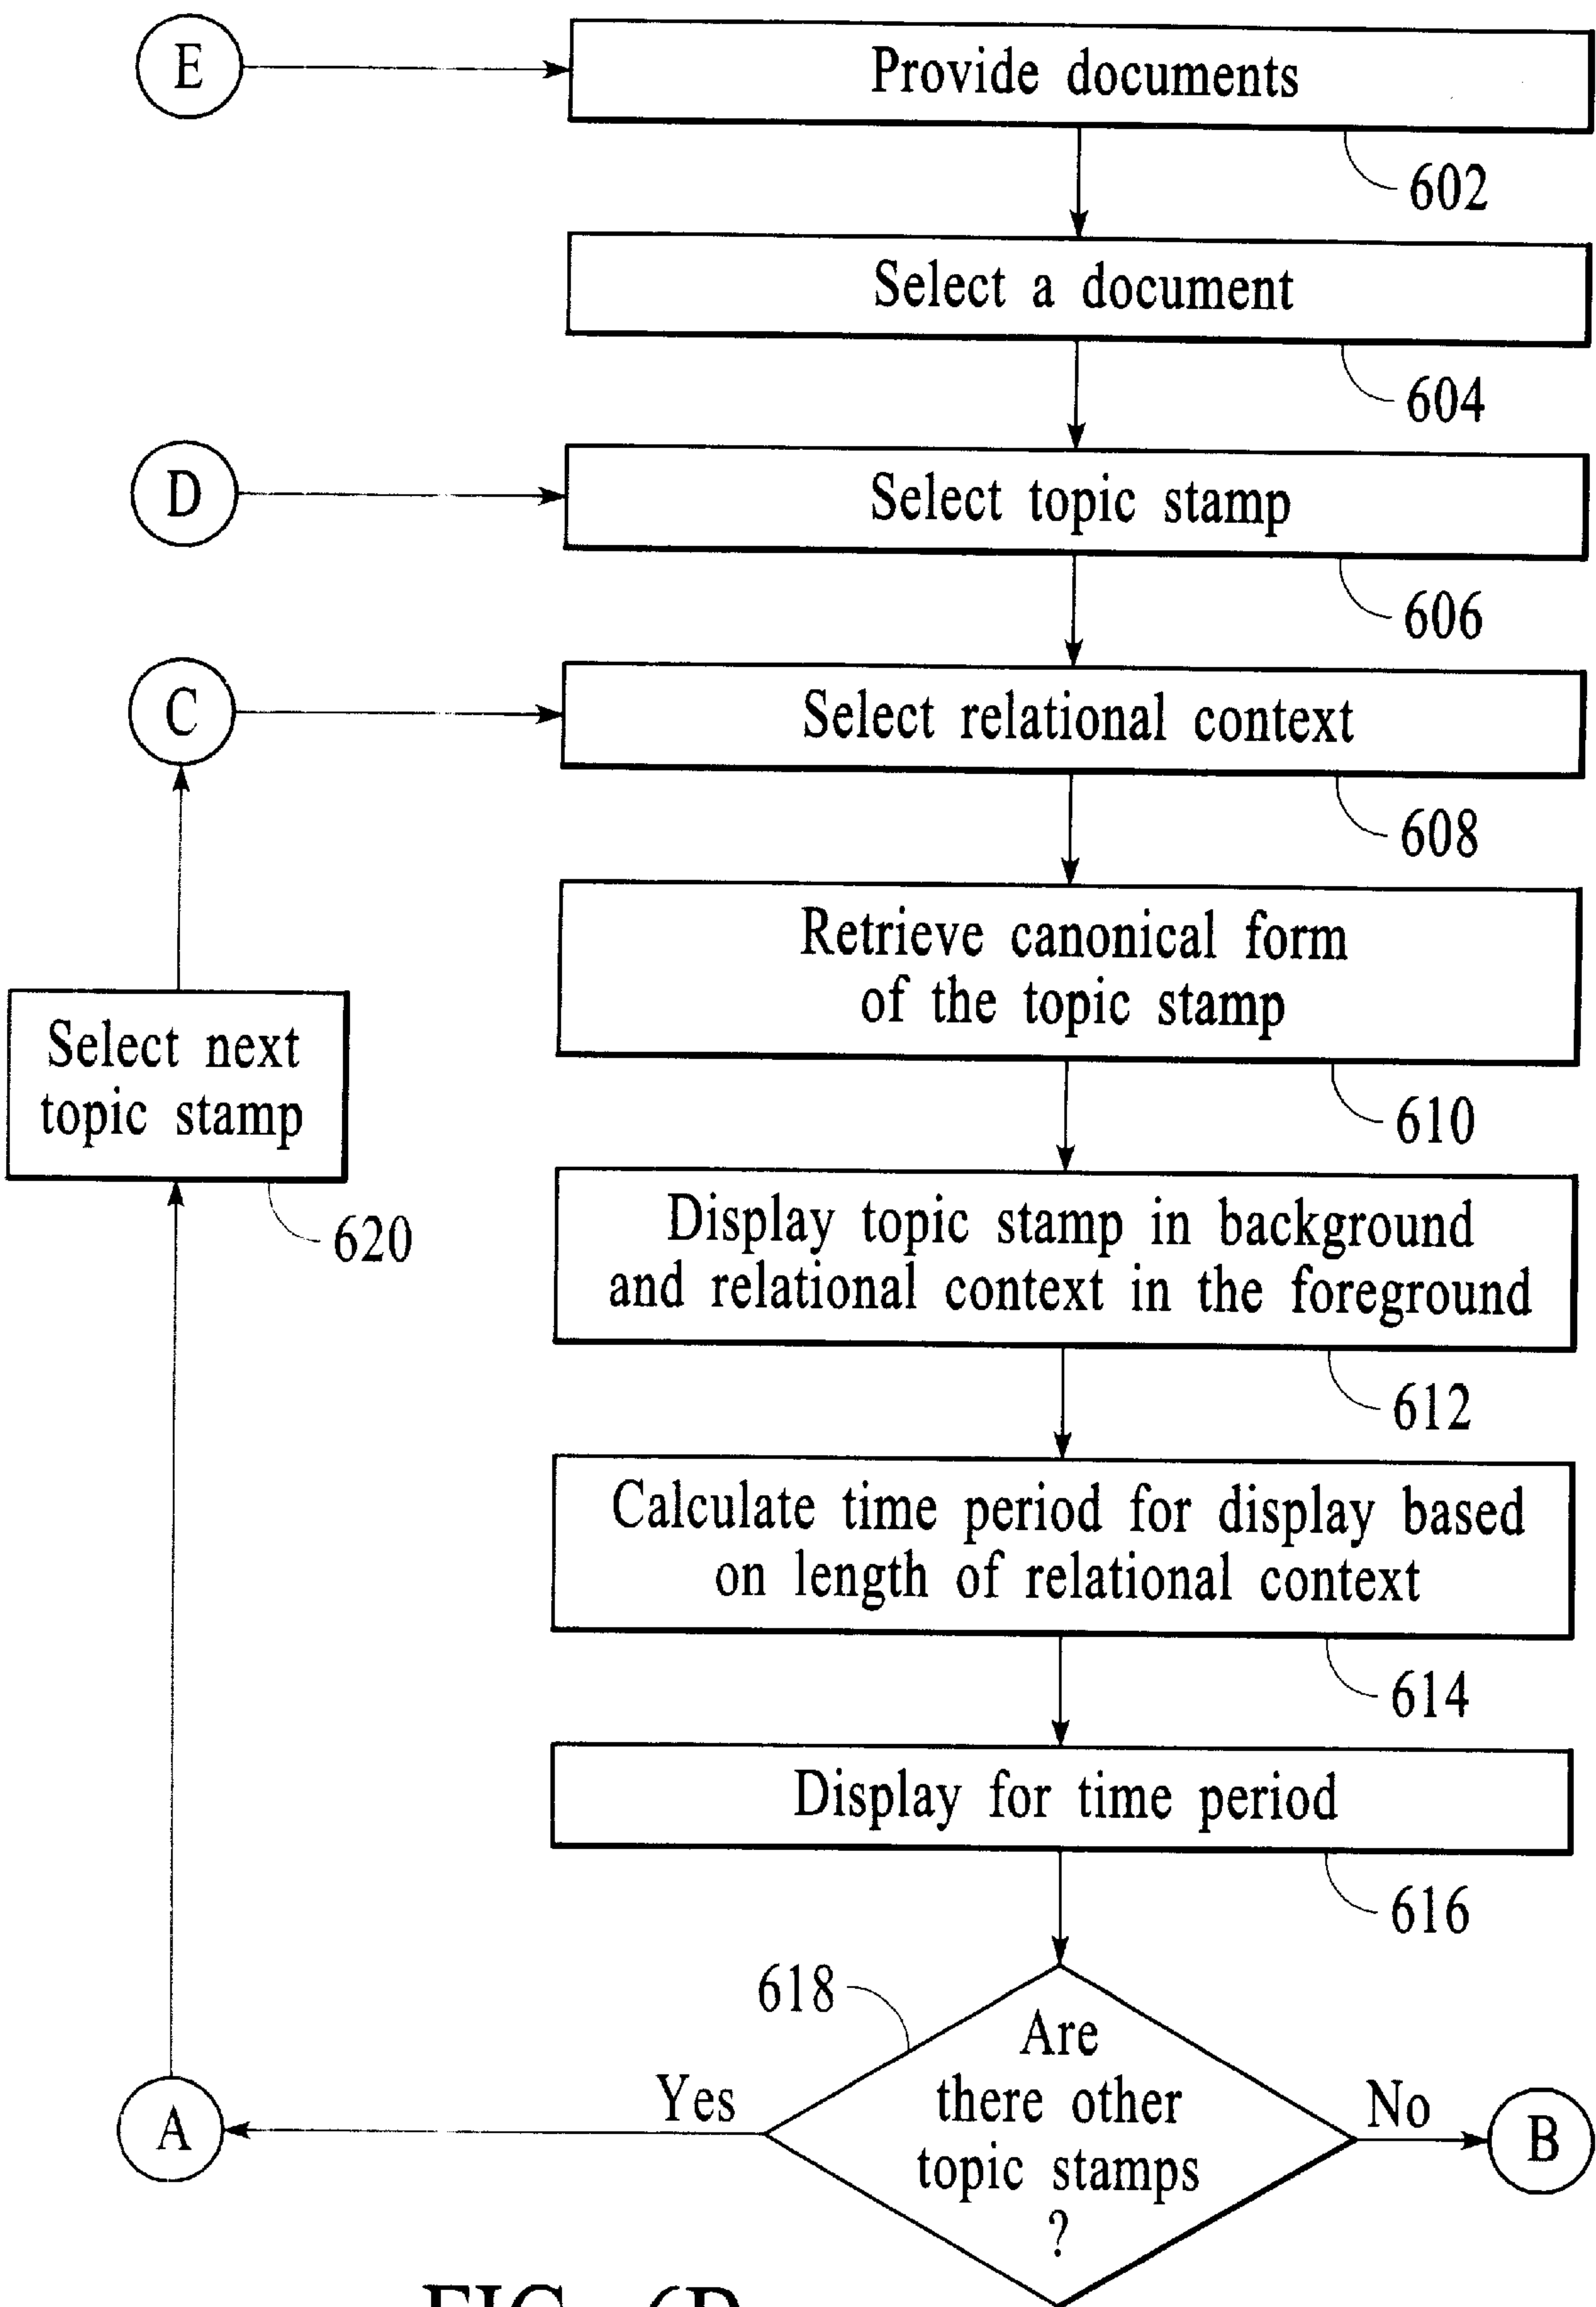 E
Provide documents
602
Select a document
604
D
Select topic stamp
606
C
Select relational context
608
Retrieve canonical form
of the topic stamp
610
Select next
topic stamp
620
Display topic stamp in background
and relational context in the foreground
612
Calculate time period for display based
on length of relational context
614
Display for time period
616
618
Are
there other
topic stamps
?
Yes
No
A
B